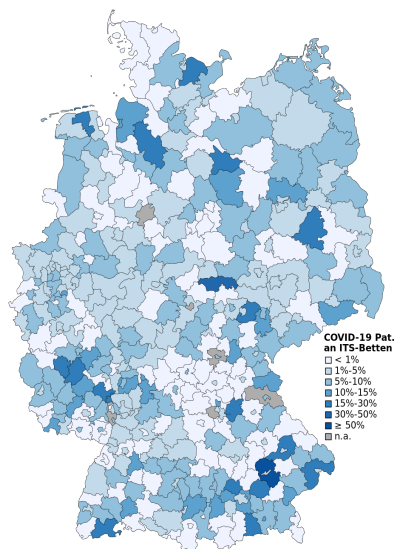 COVID-19 Pat.
an ITS-Betten
< 1%
1%-5%
5%-10%
10%-15%
15%-30%
30%-50%
≥ 50%
n.a.